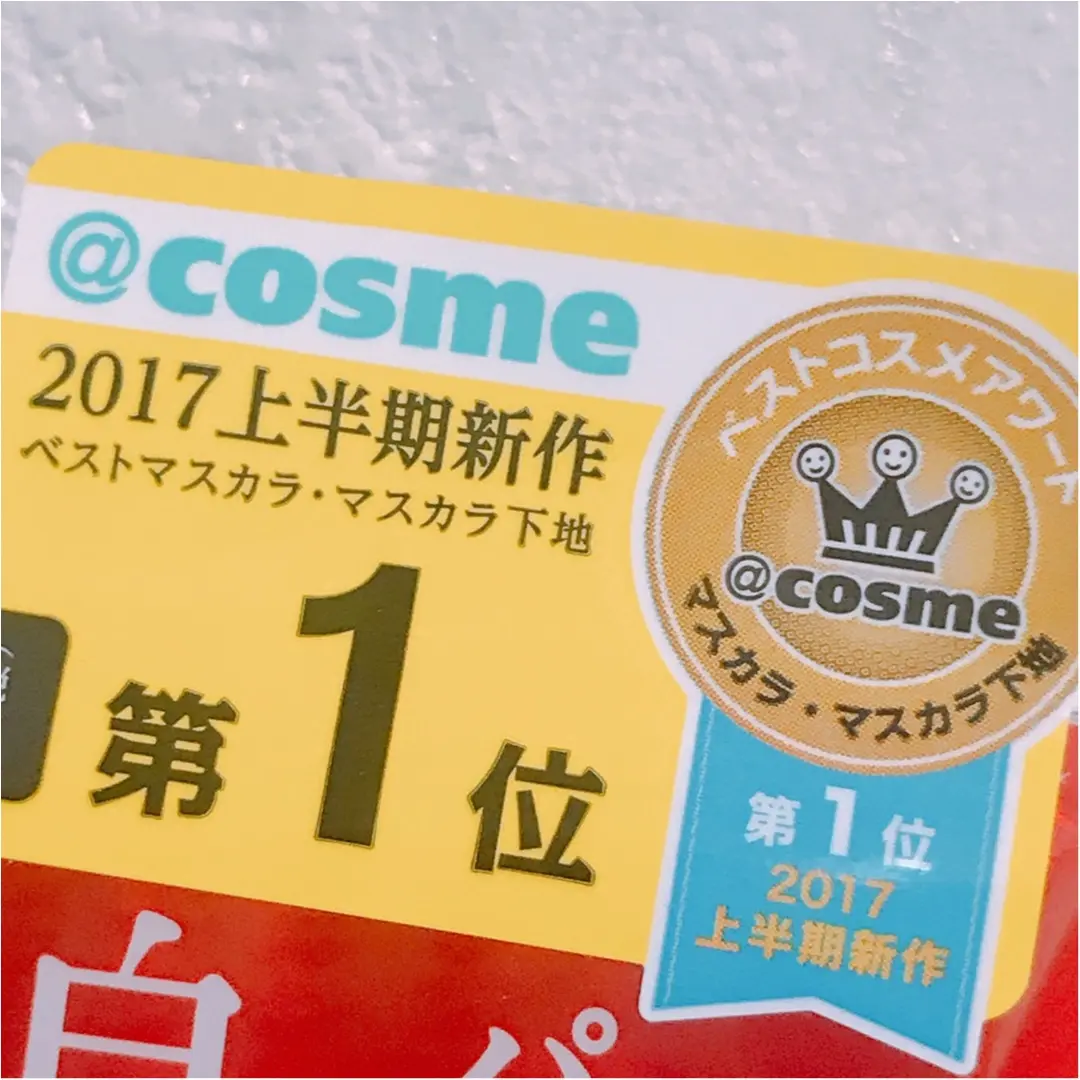 @cosme
2017上半期新作
ベストマスカラ・マスカラ下地
第1位
ベストコスメアワード
@cosme
マスカラ・マスカラ下地
第1位
2017
上半期新作